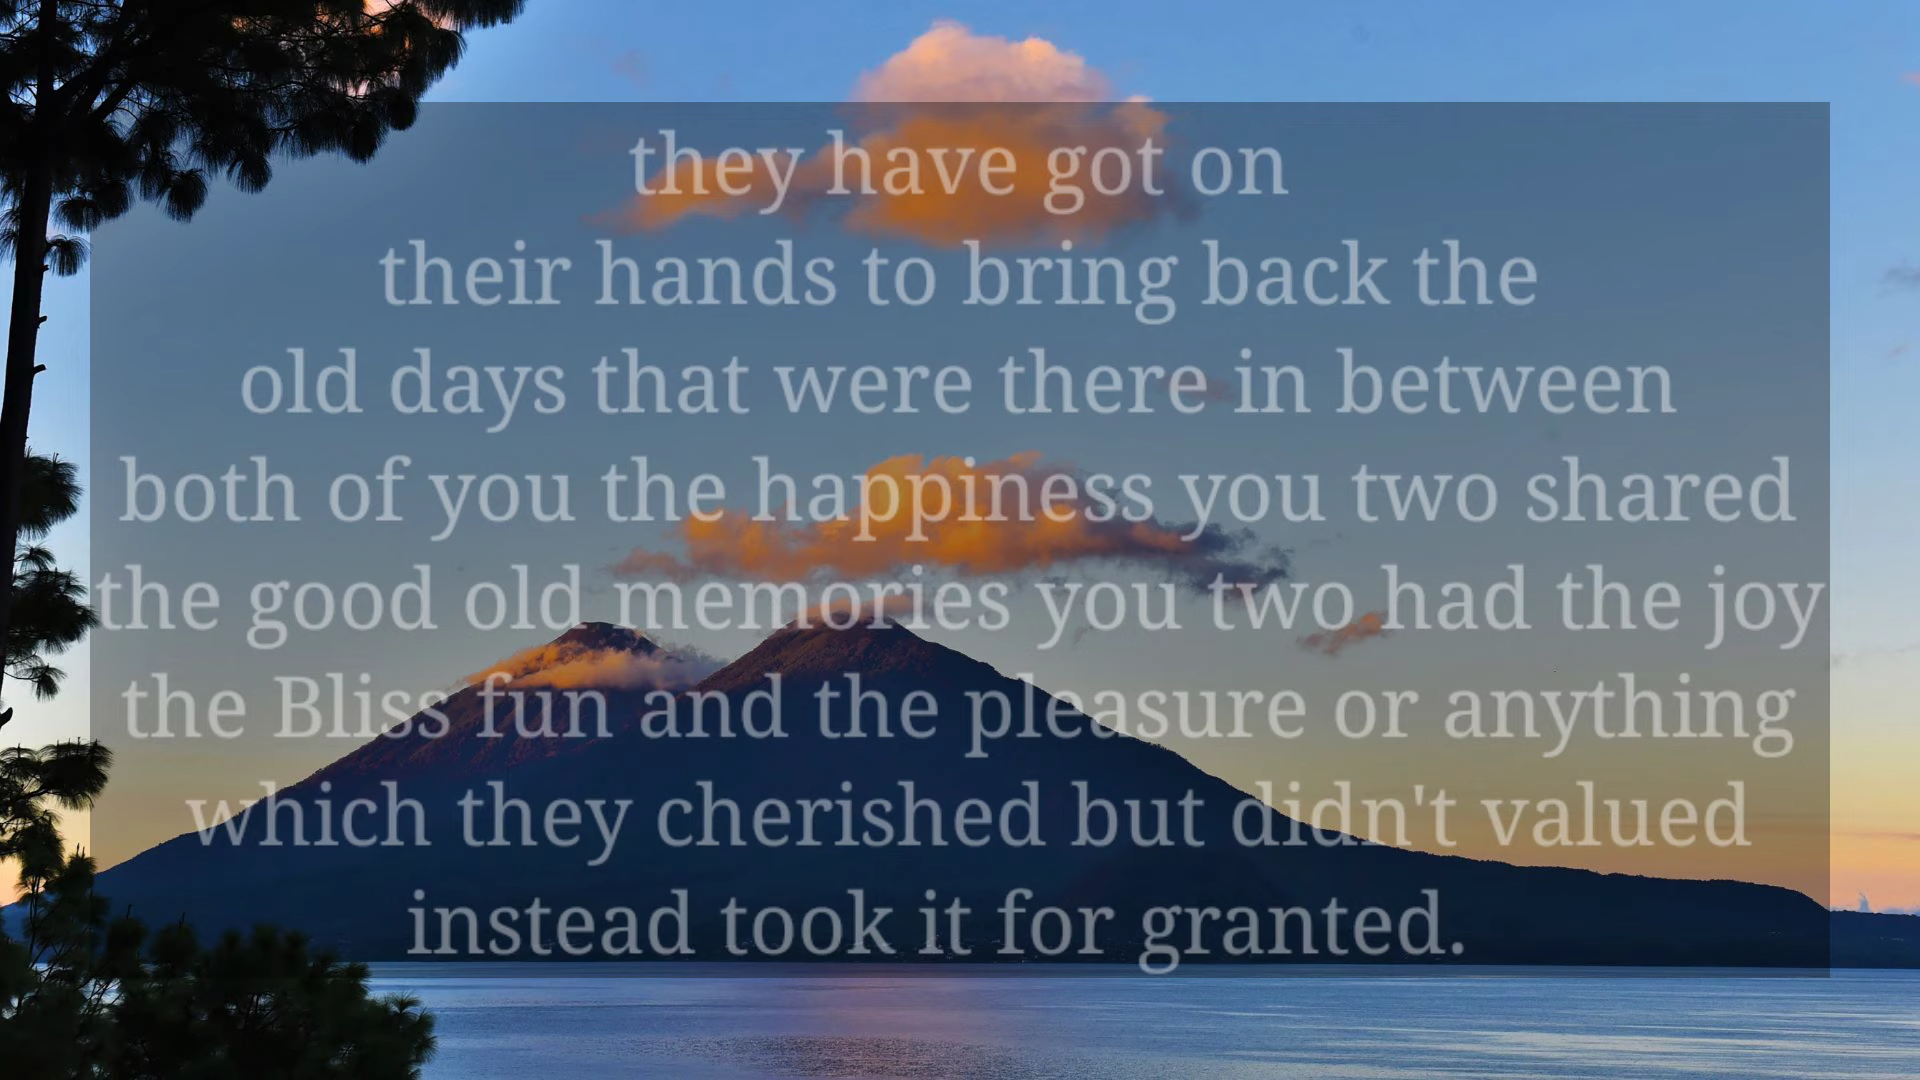 they have got on
their hands to bring back the
old days that were there in between
both of you the happiness you two shared
the good old memories you two had the joy
the Bliss fun and the pleasure or anything
which they cherished but didn't valued
instead took it for granted.